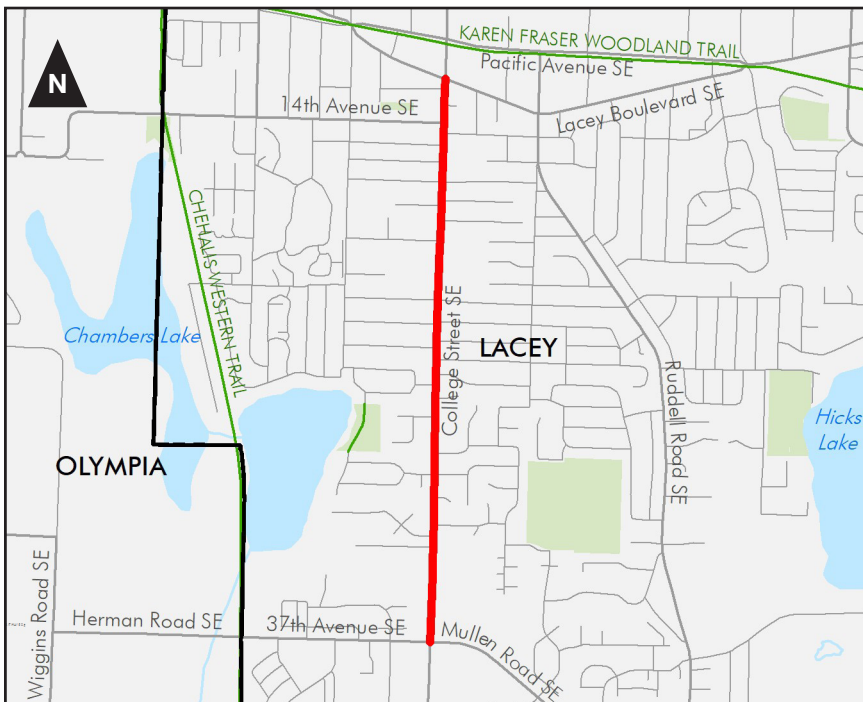 KAREN FRASER WOODLAND TRAIL
Pacific Avenue SE
N
14th Avenue SE
Lacey Boulevard SE
CHEHALIS WESTERN TRAIL
Chambers Lake
College Street SE
LACEY
Ruddell Road SE
Hicks
Lake
OLYMPIA
Wiggins Road SE
Herman Road SE
37th Avenue SE
Mullen Road SE